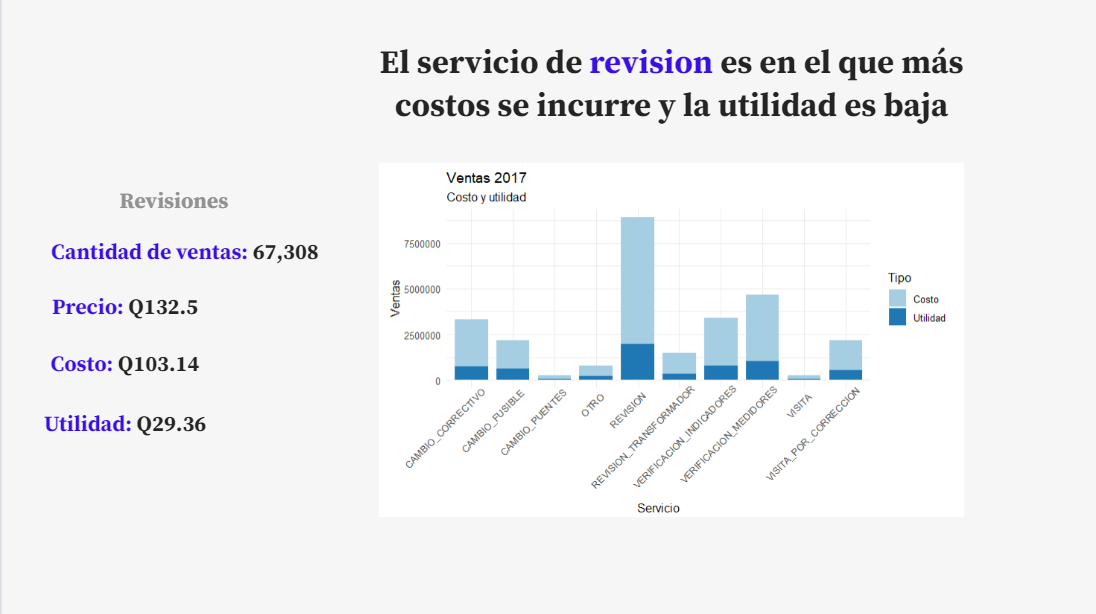 El servicio de revision es en el que más
costos se incurre y la utilidad es baja
Revisiones
Cantidad de ventas: 67,308
Precio: Q132.5
Costo: Q103.14
Utilidad: Q29.36
Ventas 2017
Costo y utilidad
Ventas
7500000
5000000
2500000
0
CAMBIO_CORRECTIVO
CAMBIO_FUSIBLE
CAMBIO_PUENTES
OTRO
REVISION
REVISION_TRANSFORMADOR
VERIFICACION_INDICADORES
VERIFICACION_MEDIDORES
VISITA
VISITA_POR_CORRECCION
Servicio
Tipo
Costo
Utilidad